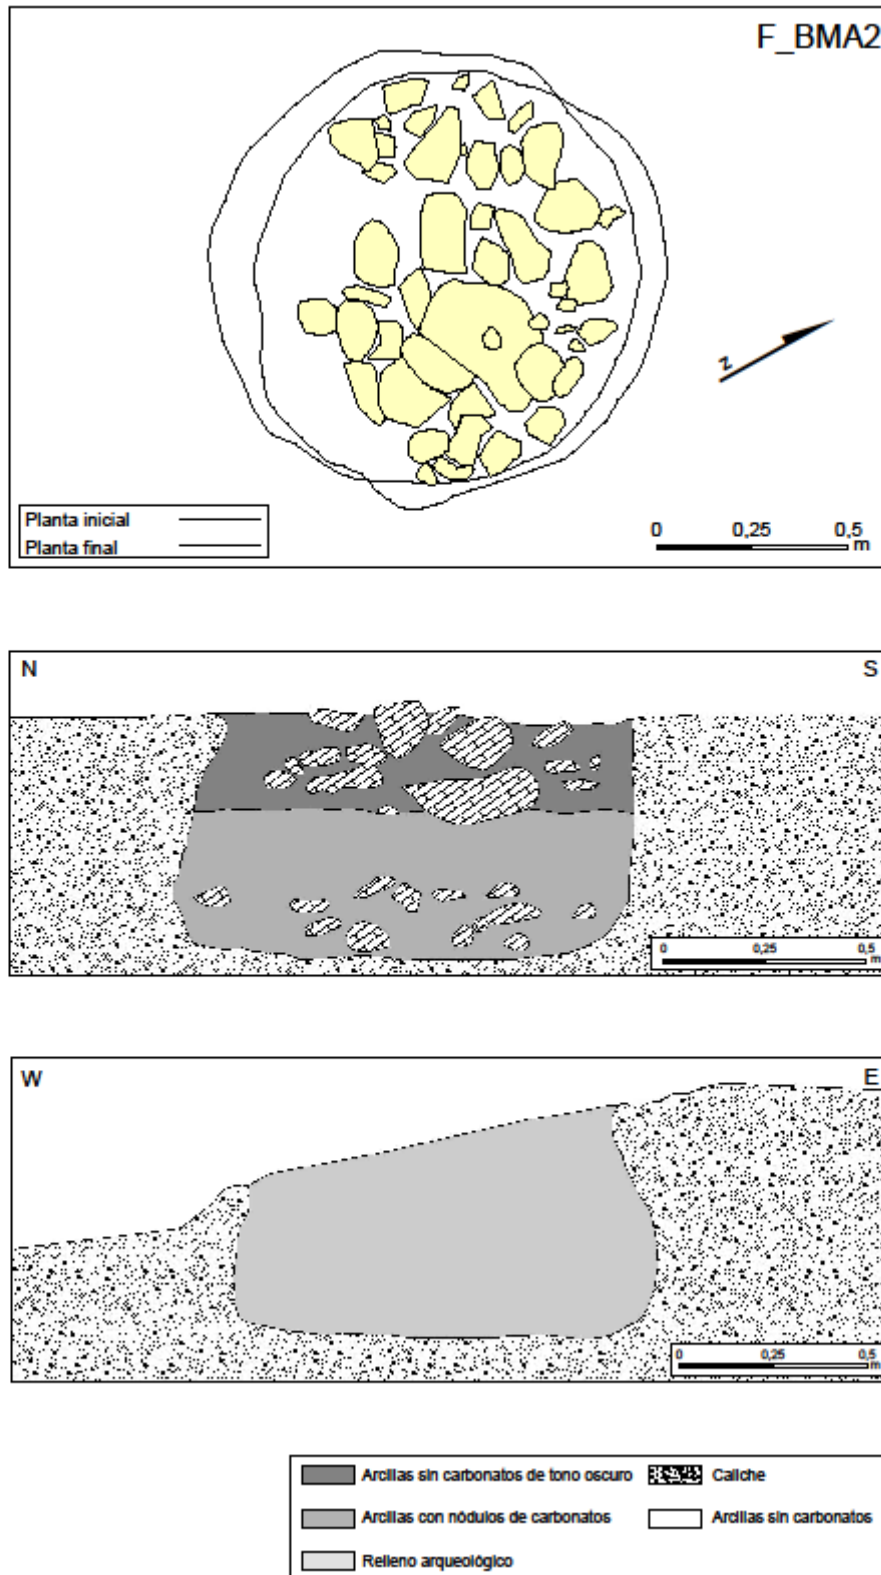 F_BMA2
Z
Planta inicial
Planta final
0 0,25 0,5 m
N S
0 0,25 0,5 m
W E
0 0,25 0,5 m
Arcillas sin carbonatos de tono oscuro Caliche
Arcillas con nódulos de carbonatos Arcillas sin carbonatos
Relleno arqueológico